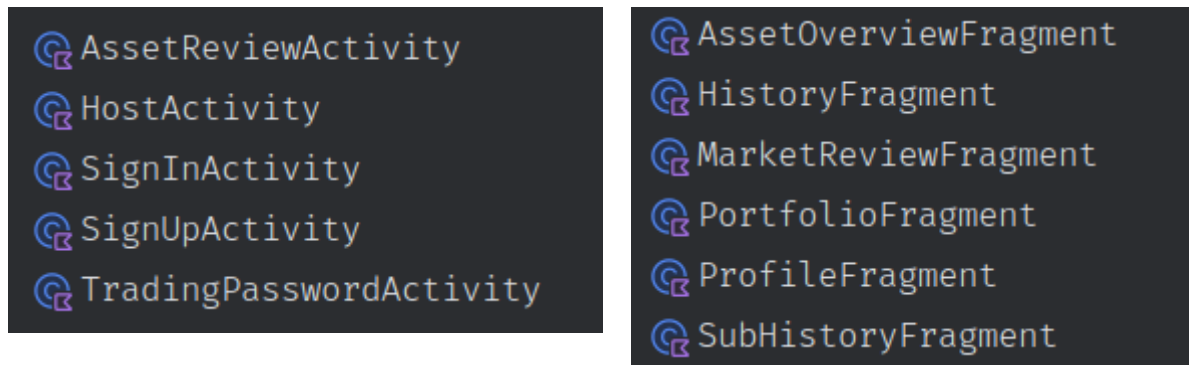 AssetReviewActivity
HostActivity
SignInActivity
SignUpActivity
TradingPasswordActivity
AssetOverviewFragment
HistoryFragment
MarketReviewFragment
PortfolioFragment
ProfileFragment
SubHistoryFragment